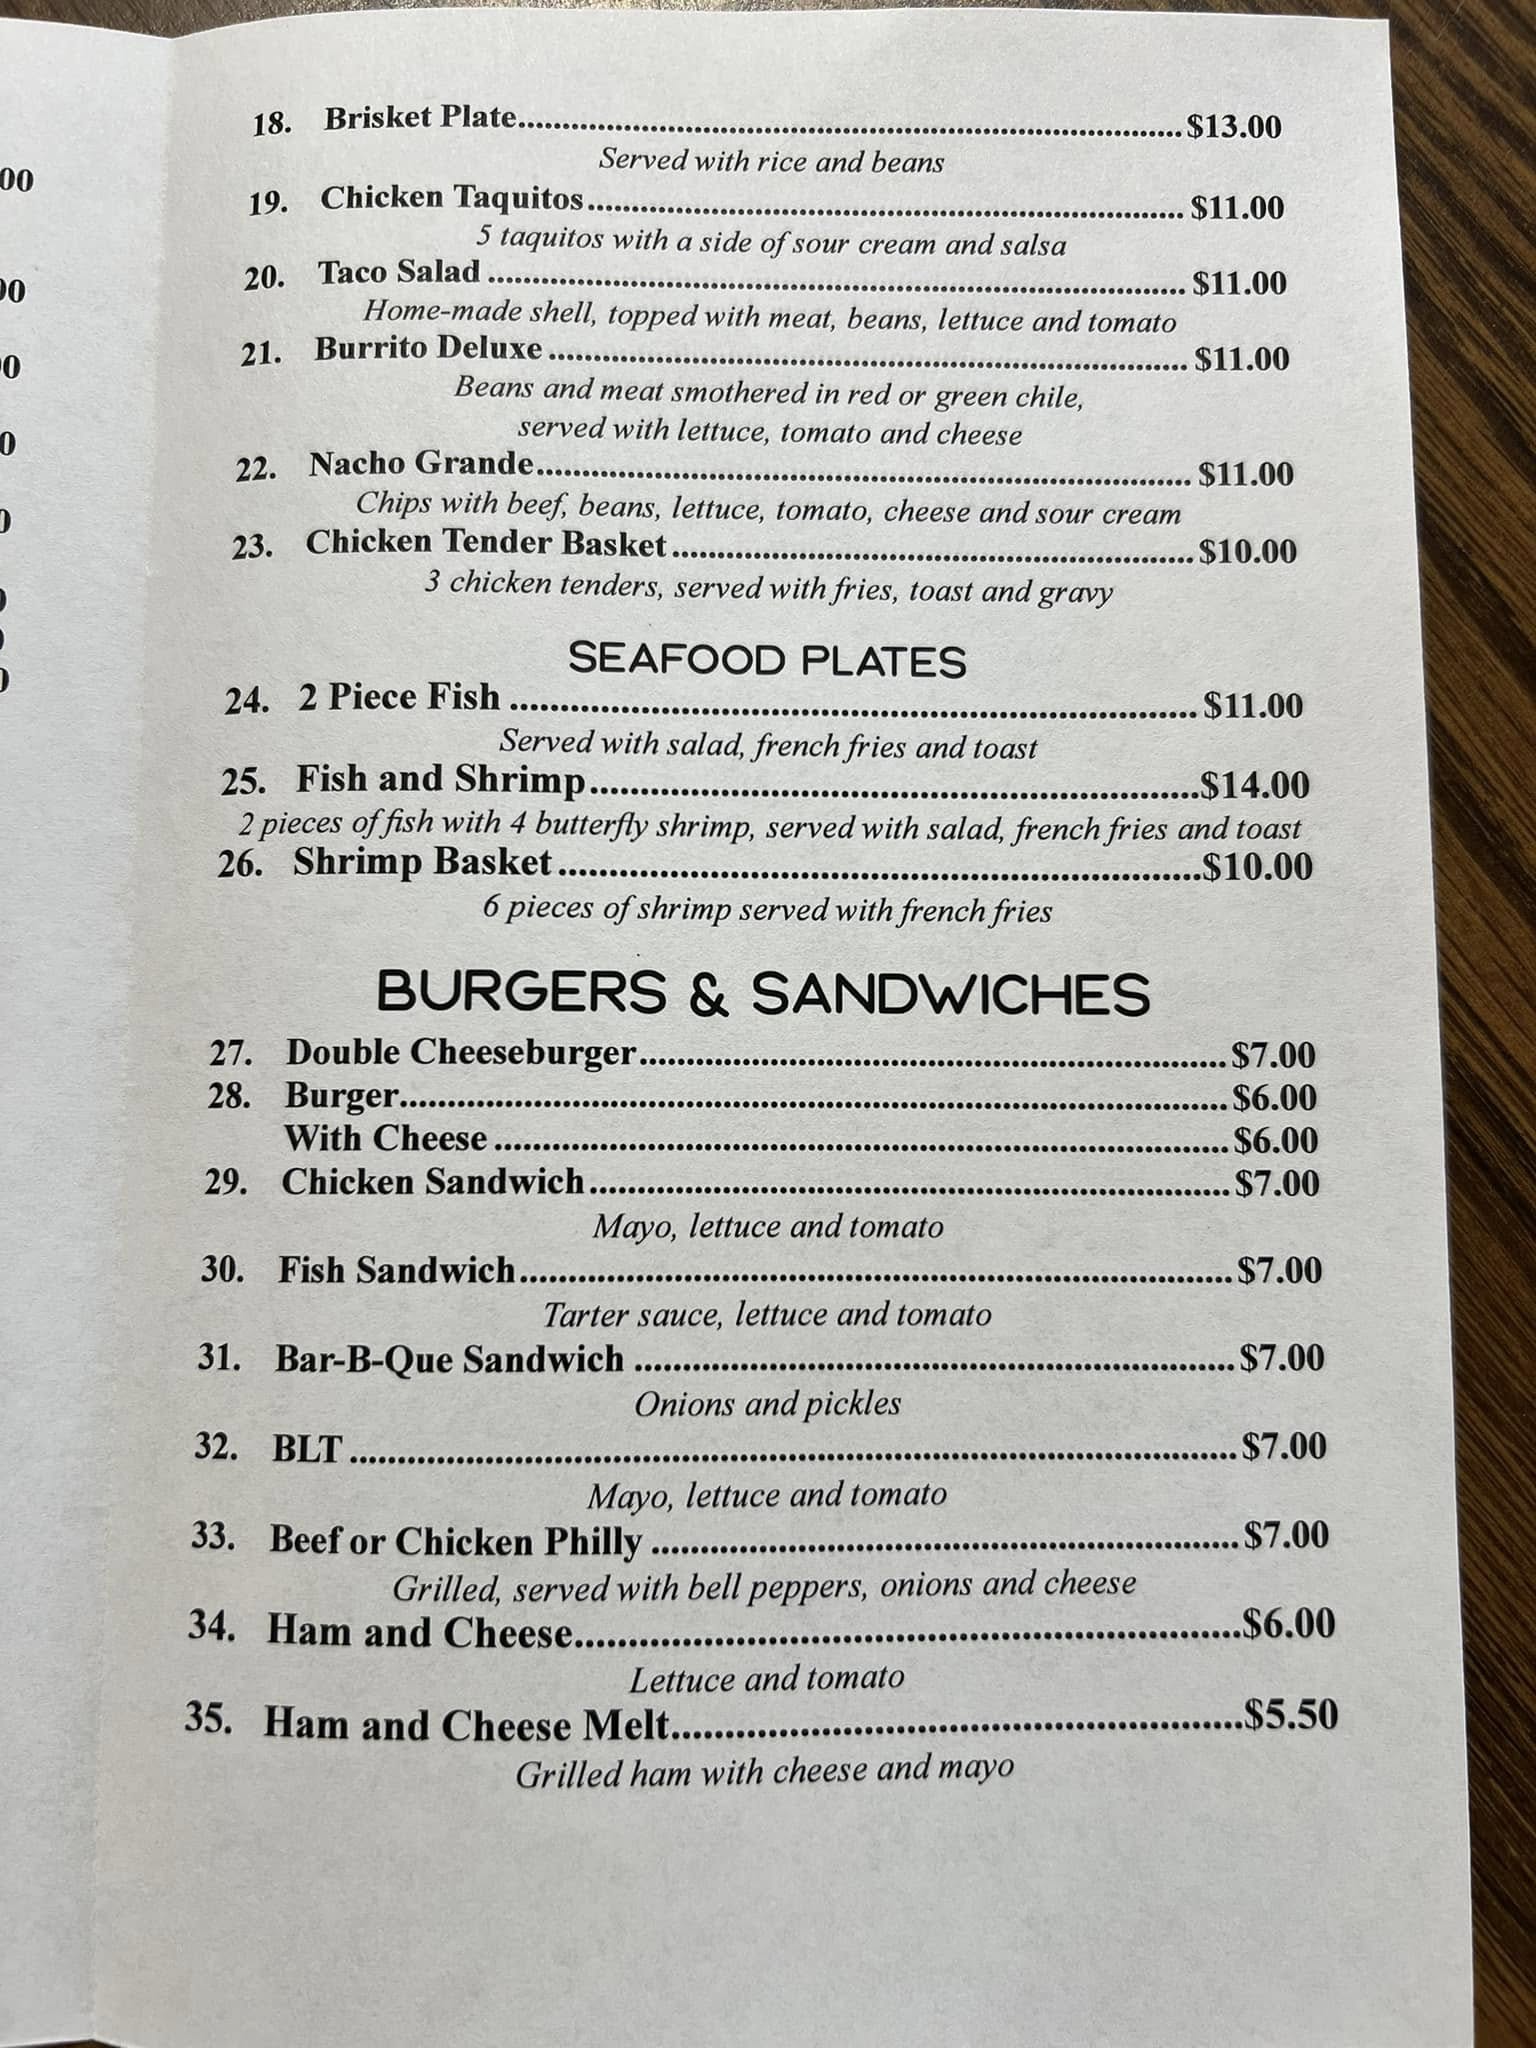 18. Brisket Plate $13.00
Served with rice and beans
19. Chicken Taquitos $11.00
5 taquitos with a side of sour cream and salsa
20. Taco Salad $11.00
Home-made shell, topped with meat, beans, lettuce and tomato
21. Burrito Deluxe $11.00
Beans and meat smothered in red or green chile,
served with lettuce, tomato and cheese
22. Nacho Grande $11.00
Chips with beef, beans, lettuce, tomato, cheese and sour cream
23. Chicken Tender Basket $10.00
3 chicken tenders, served with fries, toast and gravy
SEAFOOD PLATES
24. 2 Piece Fish $11.00
Served with salad, french fries and toast
25. Fish and Shrimp $14.00
2 pieces of fish with 4 butterfly shrimp, served with salad, french fries and toast
26. Shrimp Basket $10.00
6 pieces of shrimp served with french fries
BURGERS & SANDWICHES
27. Double Cheeseburger $7.00
28. Burger $6.00
With Cheese $6.00
29. Chicken Sandwich $7.00
Mayo, lettuce and tomato
30. Fish Sandwich $7.00
Tarter sauce, lettuce and tomato
31. Bar-B-Que Sandwich $7.00
Onions and pickles
32. BLT $7.00
Mayo, lettuce and tomato
33. Beef or Chicken Philly $7.00
Grilled, served with bell peppers, onions and cheese
34. Ham and Cheese $6.00
Lettuce and tomato
35. Ham and Cheese Melt $5.50
Grilled ham with cheese and mayo